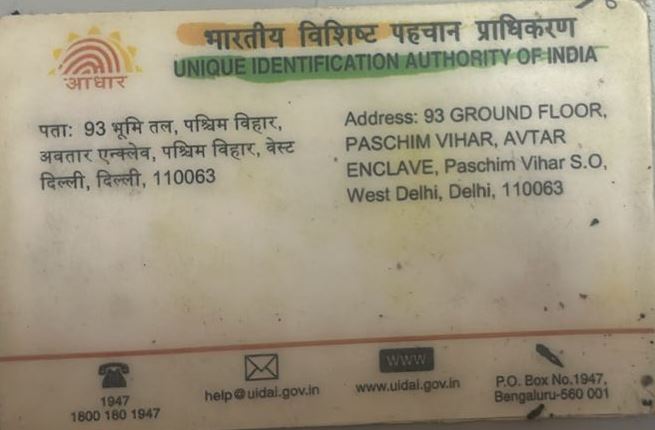 आधार
भारतीय विशिष्ट पहचान प्राधिकरण
UNIQUE IDENTIFICATION AUTHORITY OF INDIA
पता: 93 भूमि तल, पश्चिम विहार,
अवतार एन्क्लेव, पश्चिम विहार, वेस्ट
दिल्ली, दिल्ली, 110063
Address: 93 GROUND FLOOR,
PASCHIM VIHAR, AVTAR
ENCLAVE, Paschim Vihar S.O,
West Delhi, Delhi, 110063
1947
1800 180 1947
help@uidai.gov.in
www
www.uidai.gov.in
P.O. Box No.1947,
Bengaluru-560 001